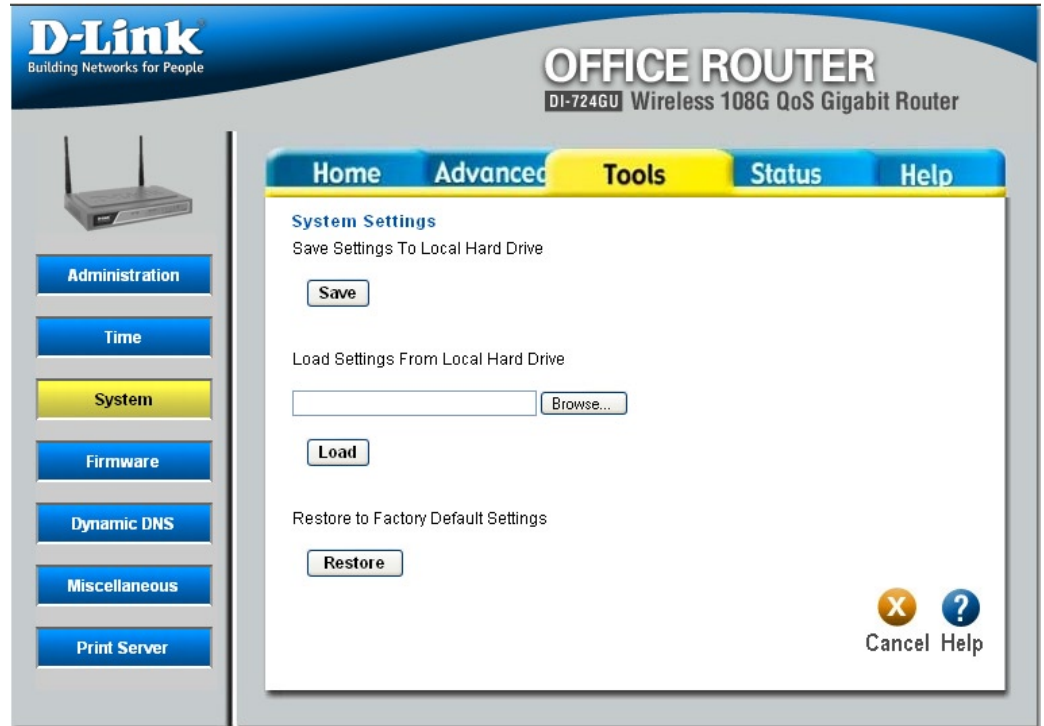 D-Link
Building Networks for People
OFFICE ROUTER
DI-724GU Wireless 108G QoS Gigabit Router
Home
Advanced
Tools
Status
Help
Administration
Time
System
Firmware
Dynamic DNS
Miscellaneous
Print Server
System Settings
Save Settings To Local Hard Drive
Save
Load Settings From Local Hard Drive
Browse...
Load
Restore to Factory Default Settings
Restore
X ?
Cancel Help